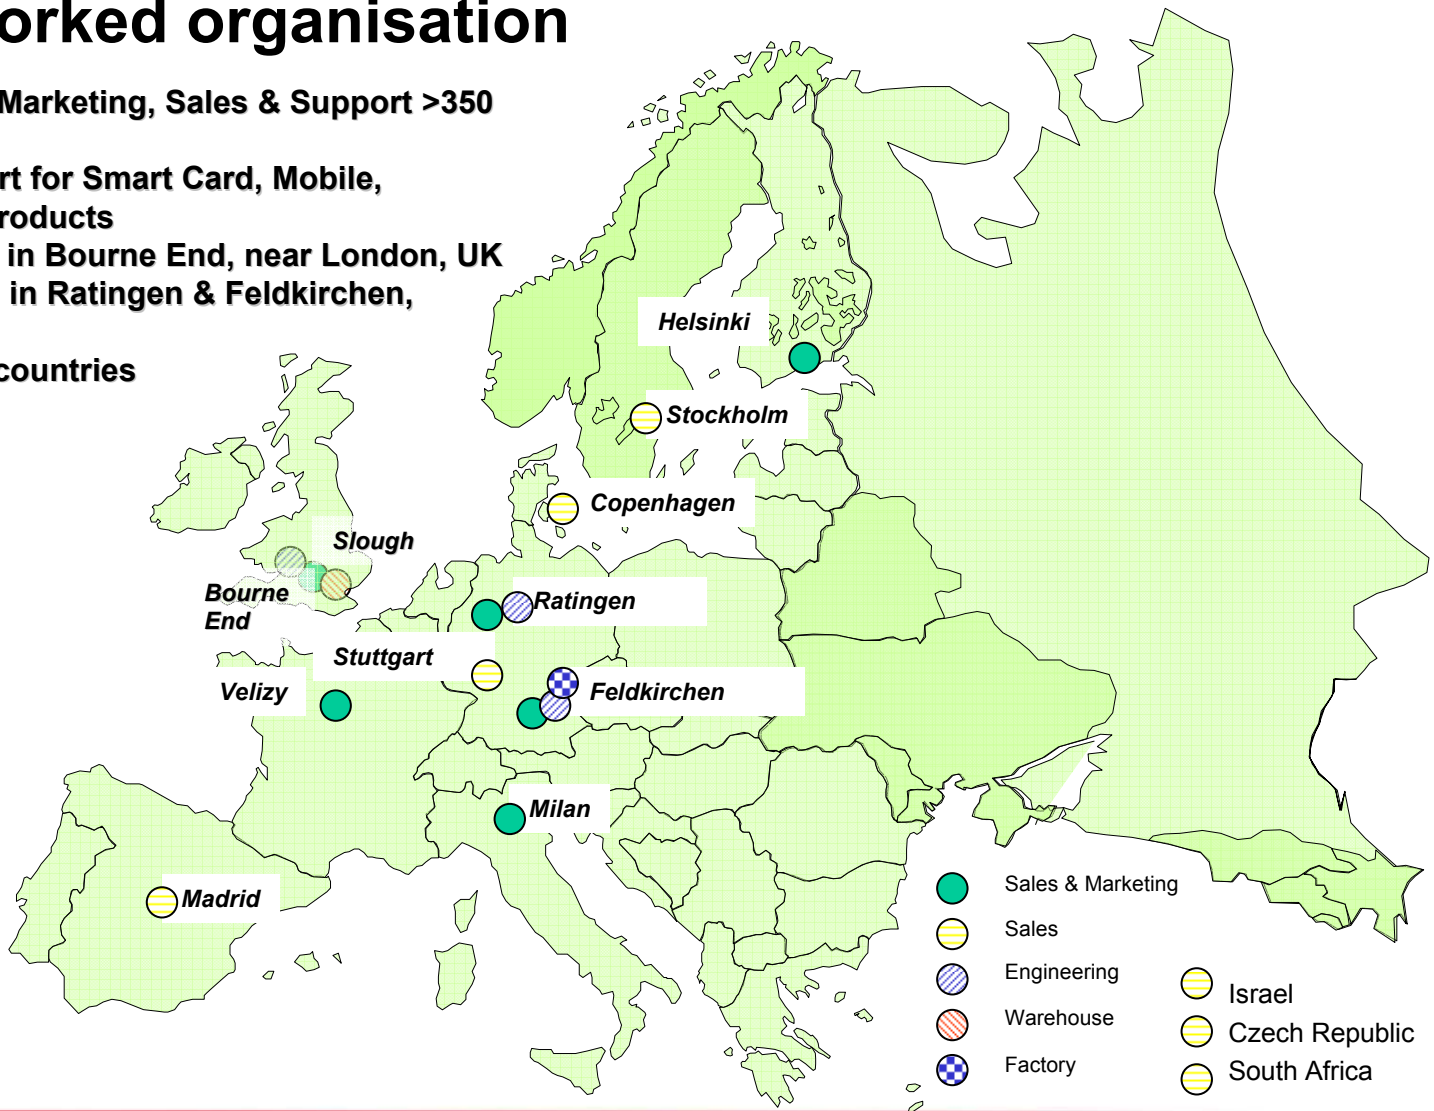 orked organisation
Marketing, Sales & Support >350
rt for Smart Card, Mobile,
roducts
in Bourne End, near London, UK
in Ratingen & Feldkirchen,
countries
Helsinki
Stockholm
Copenhagen
Slough
Bourne
End
Ratingen
Stuttgart
Velizy
Feldkirchen
Milan
Madrid
Sales & Marketing
Sales
Engineering
Warehouse
Factory
Israel
Czech Republic
South Africa